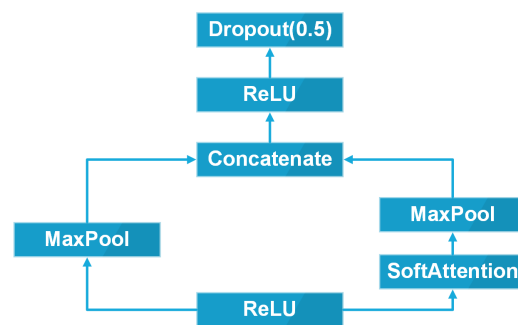 Dropout(0.5)
ReLU
Concatenate
MaxPool
MaxPool
SoftAttention
ReLU